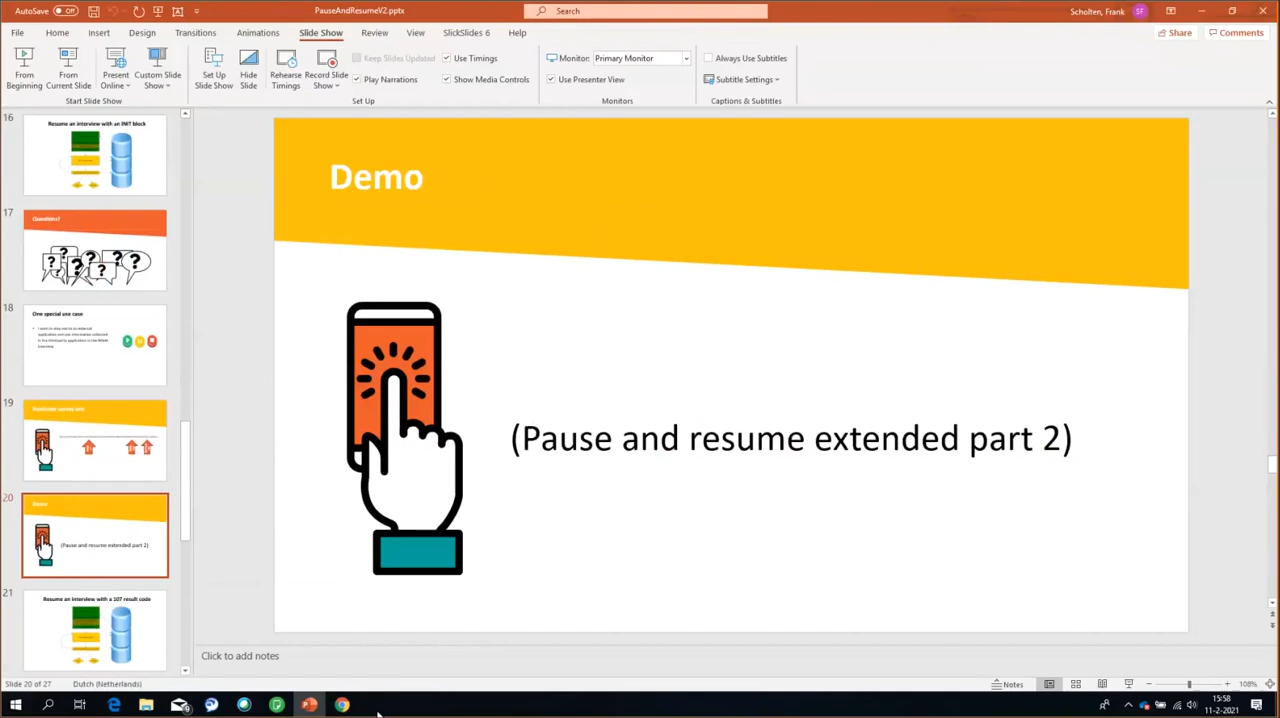 AutoSave Off PauseAndResumeV2.pptx Search Scholten, Frank SF
File Home Insert Design Transitions Animations Slide Show Review View SlickSlides 6 Help Share Comments
From Beginning From Current Slide Present Online Custom Slide Show Set Up Slide Show Hide Slide Rehearse Timings Record Slide Show
Keep Slides Updated Use Timings Monitor: Primary Monitor Always Use Subtitles
Play Narrations Show Media Controls Use Presenter View Subtitle Settings
Start Slide Show Set Up Monitors Captions & Subtitles
16
Resume an interview with an INIT block
17
Questions?
18
One special use case
19
20
Demo
(Pause and resume extended part 2)
21
Resume an interview with a 107 result code
Demo
(Pause and resume extended part 2)
Click to add notes
Slide 20 of 27 Dutch (Netherlands) Notes 108%
15:58
11-2-2021